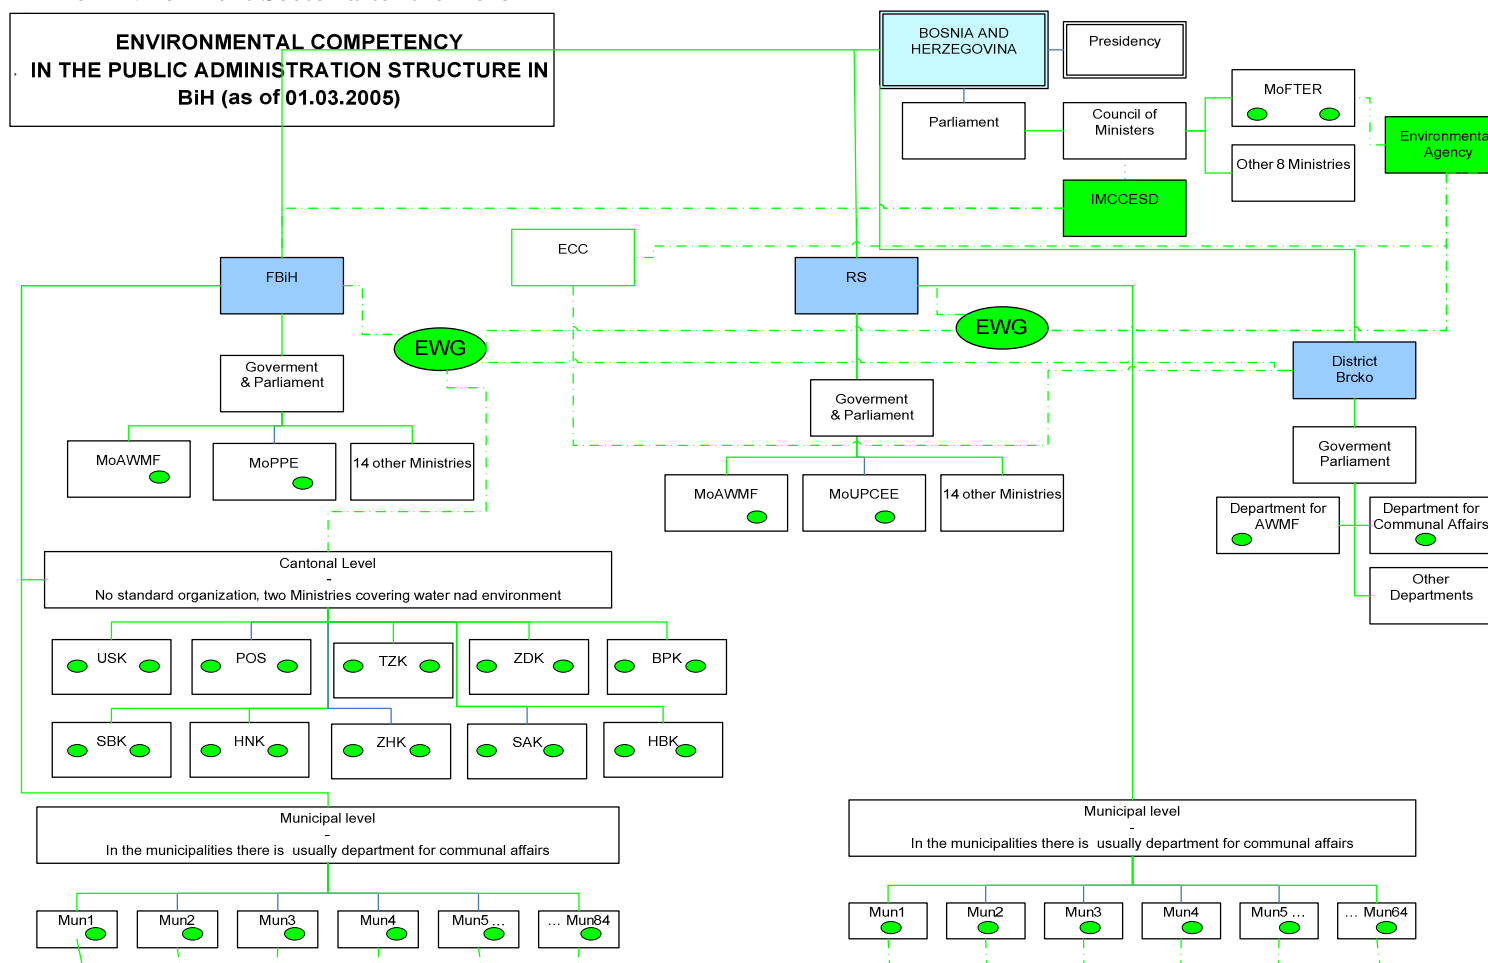 ENVIRONMENTAL COMPETENCY
. IN THE PUBLIC ADMINISTRATION STRUCTURE IN
BiH (as of 01.03.2005)
BOSNIA AND
HERZEGOVINA
Presidency
Parliament
Council of
Ministers
MoFTER
Other 8 Ministries
Environmenta
Agency
IMCCESD
ECC
FBiH
RS
EWG
EWG
District
Brcko
Goverment
& Parliament
Goverment
& Parliament
Goverment
Parliament
MoAWMF
MoPPE
14 other Ministries
MoAWMF
MoUPCEE
14 other Ministries
Department for
AWMF
Department for
Communal Affairs
Other
Departments
Cantonal Level
-
No standard organization, two Ministries covering water nad environment
USK
POS
TZK
ZDK
BPK
SBK
HNK
ZHK
SAK
HBK
Municipal level
-
In the municipalities there is usually department for communal affairs
Mun1
Mun2
Mun3
Mun4
Mun5 ...
... Mun84
Municipal level
-
In the municipalities there is usually department for communal affairs
Mun1
Mun2
Mun3
Mun4
Mun5 ...
... Mun64